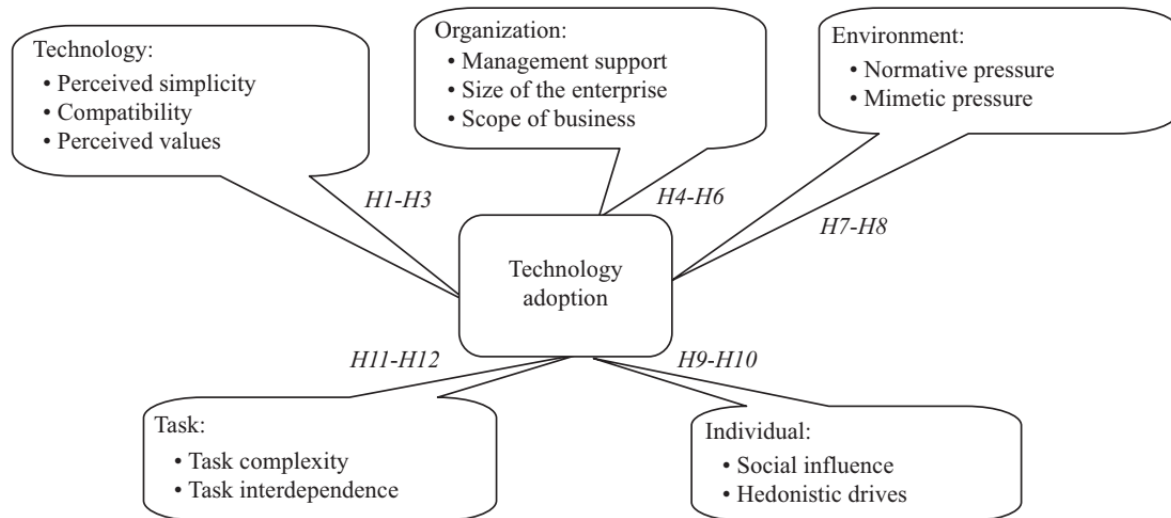 Technology:
• Perceived simplicity
• Compatibility
• Perceived values
Organization:
• Management support
• Size of the enterprise
• Scope of business
Environment:
• Normative pressure
• Mimetic pressure
H1-H3
H4-H6
H7-H8
Technology
adoption
H11-H12
H9-H10
Task:
• Task complexity
• Task interdependence
Individual:
• Social influence
• Hedonistic drives